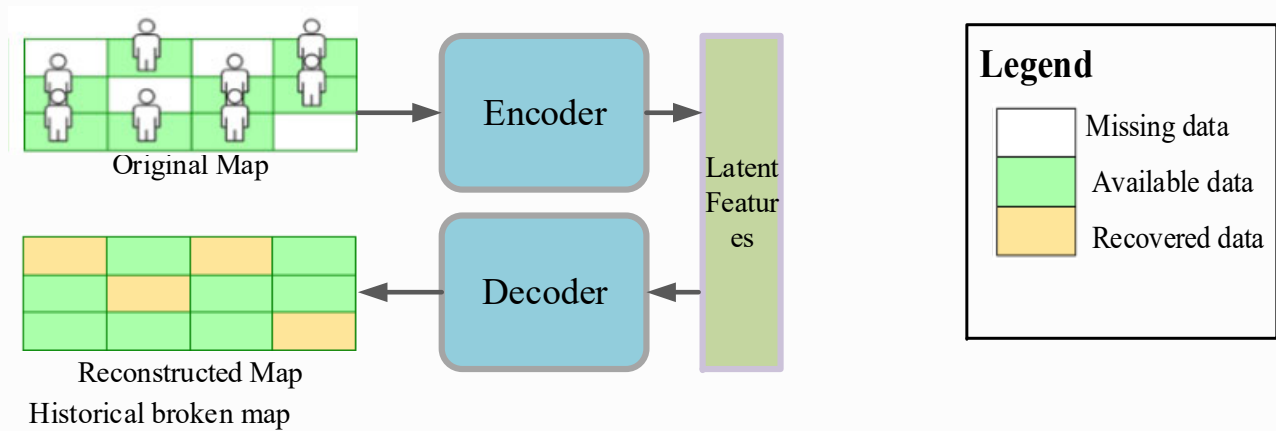 Original Map
Encoder
Latent
Featur
es
Decoder
Reconstructed Map
Historical broken map
Legend
Missing data
Available data
Recovered data